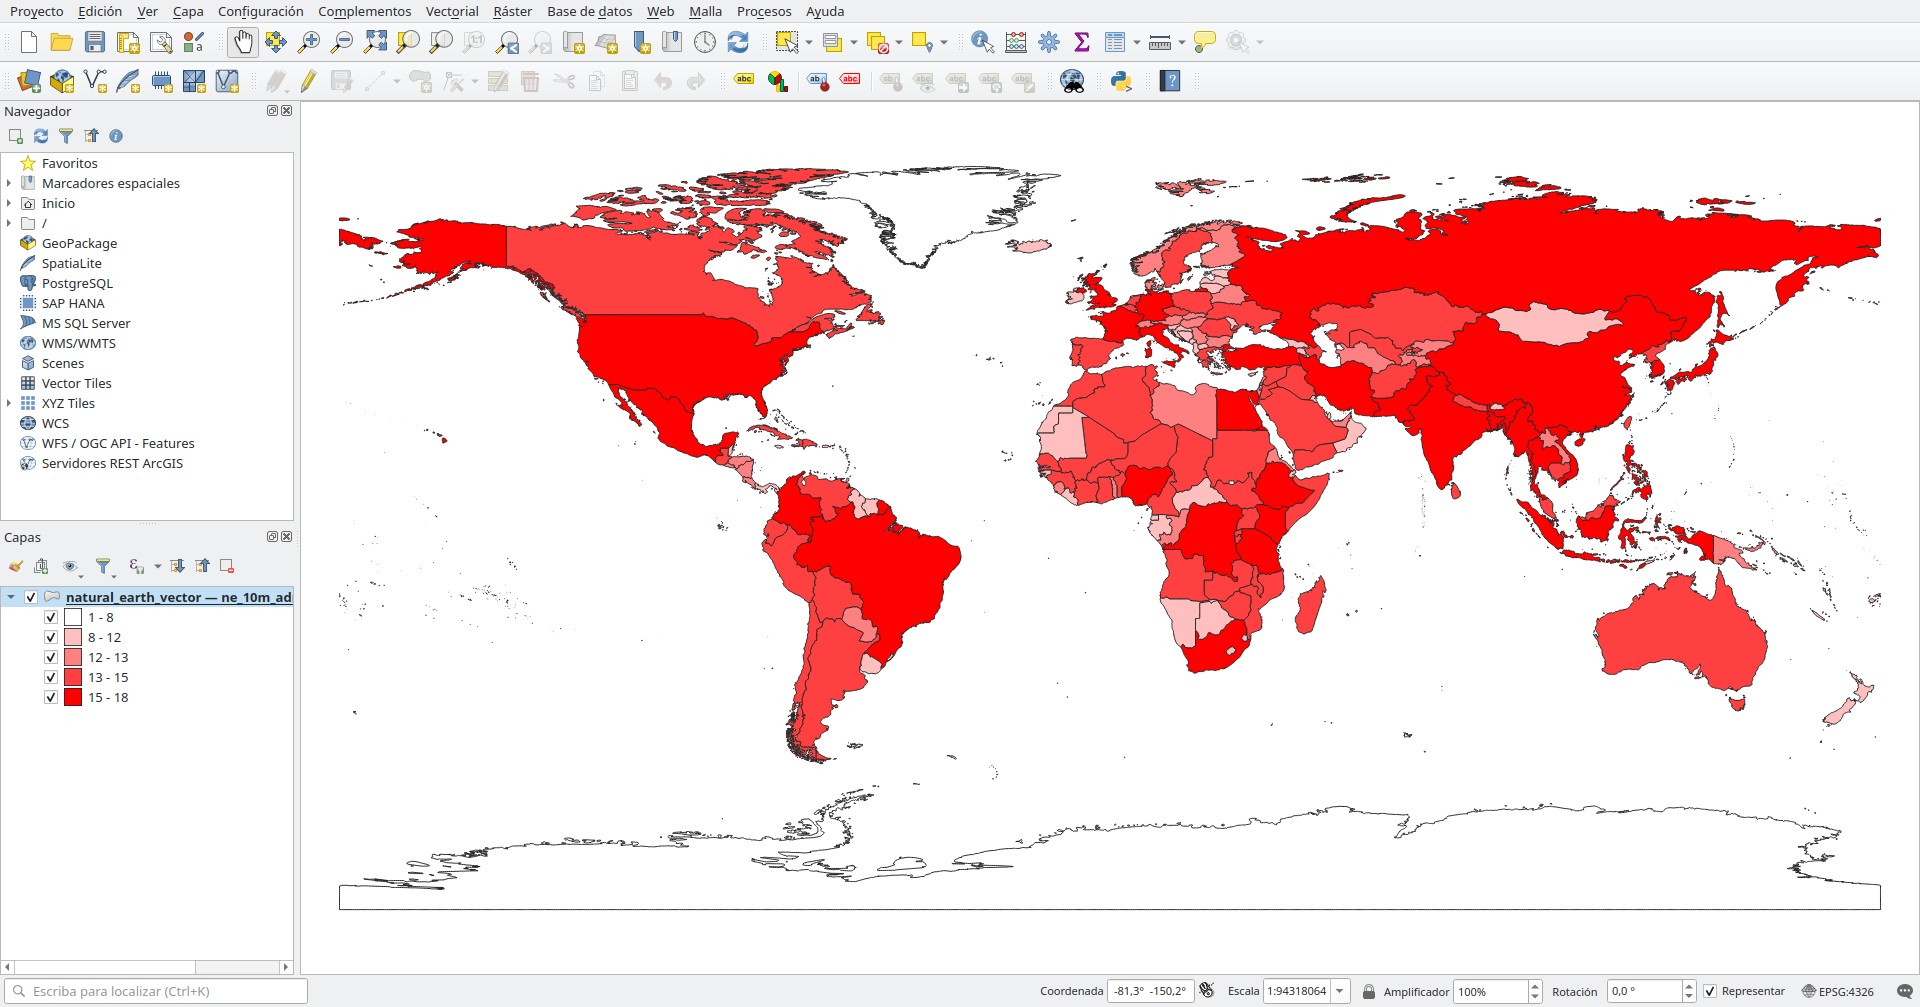 Proyecto Edición Ver Capa Configuración Complementos Vectorial Ráster Base de datos Web Malla Procesos Ayuda
Navegador
Favoritos
Marcadores espaciales
Inicio
/
GeoPackage
SpatiaLite
PostgreSQL
SAP HANA
MS SQL Server
WMS/WMTS
Scenes
Vector Tiles
XYZ Tiles
WCS
WFS / OGC API - Features
Servidores REST ArcGIS
Capas
natural_earth_vector — ne_10m_ad
1 - 8
8 - 12
12 - 13
13 - 15
15 - 18
Escriba para localizar (Ctrl+K) Coordenada -81,3° -150,2° Escala 1:94318064 Amplificador 100% Rotación 0,0 ° Representar EPSG:4326